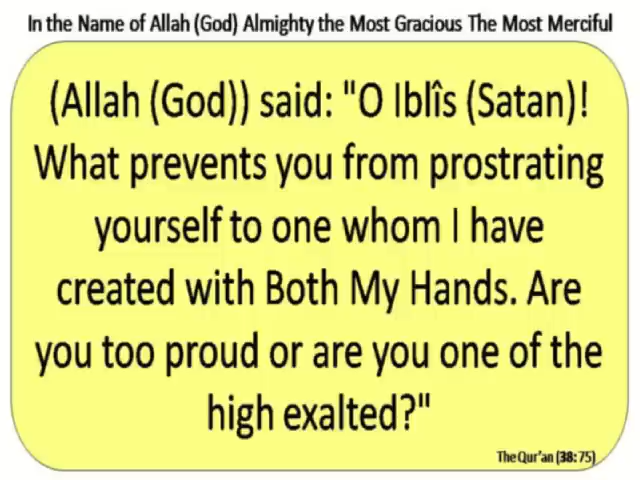 In the Name of Allah (God) Almighty the Most Gracious The Most Merciful
(Allah (God)) said: "O Iblîs (Satan)!
What prevents you from prostrating
yourself to one whom I have
created with Both My Hands. Are
you too proud or are you one of the
high exalted?"
The Qur'an (38: 75)